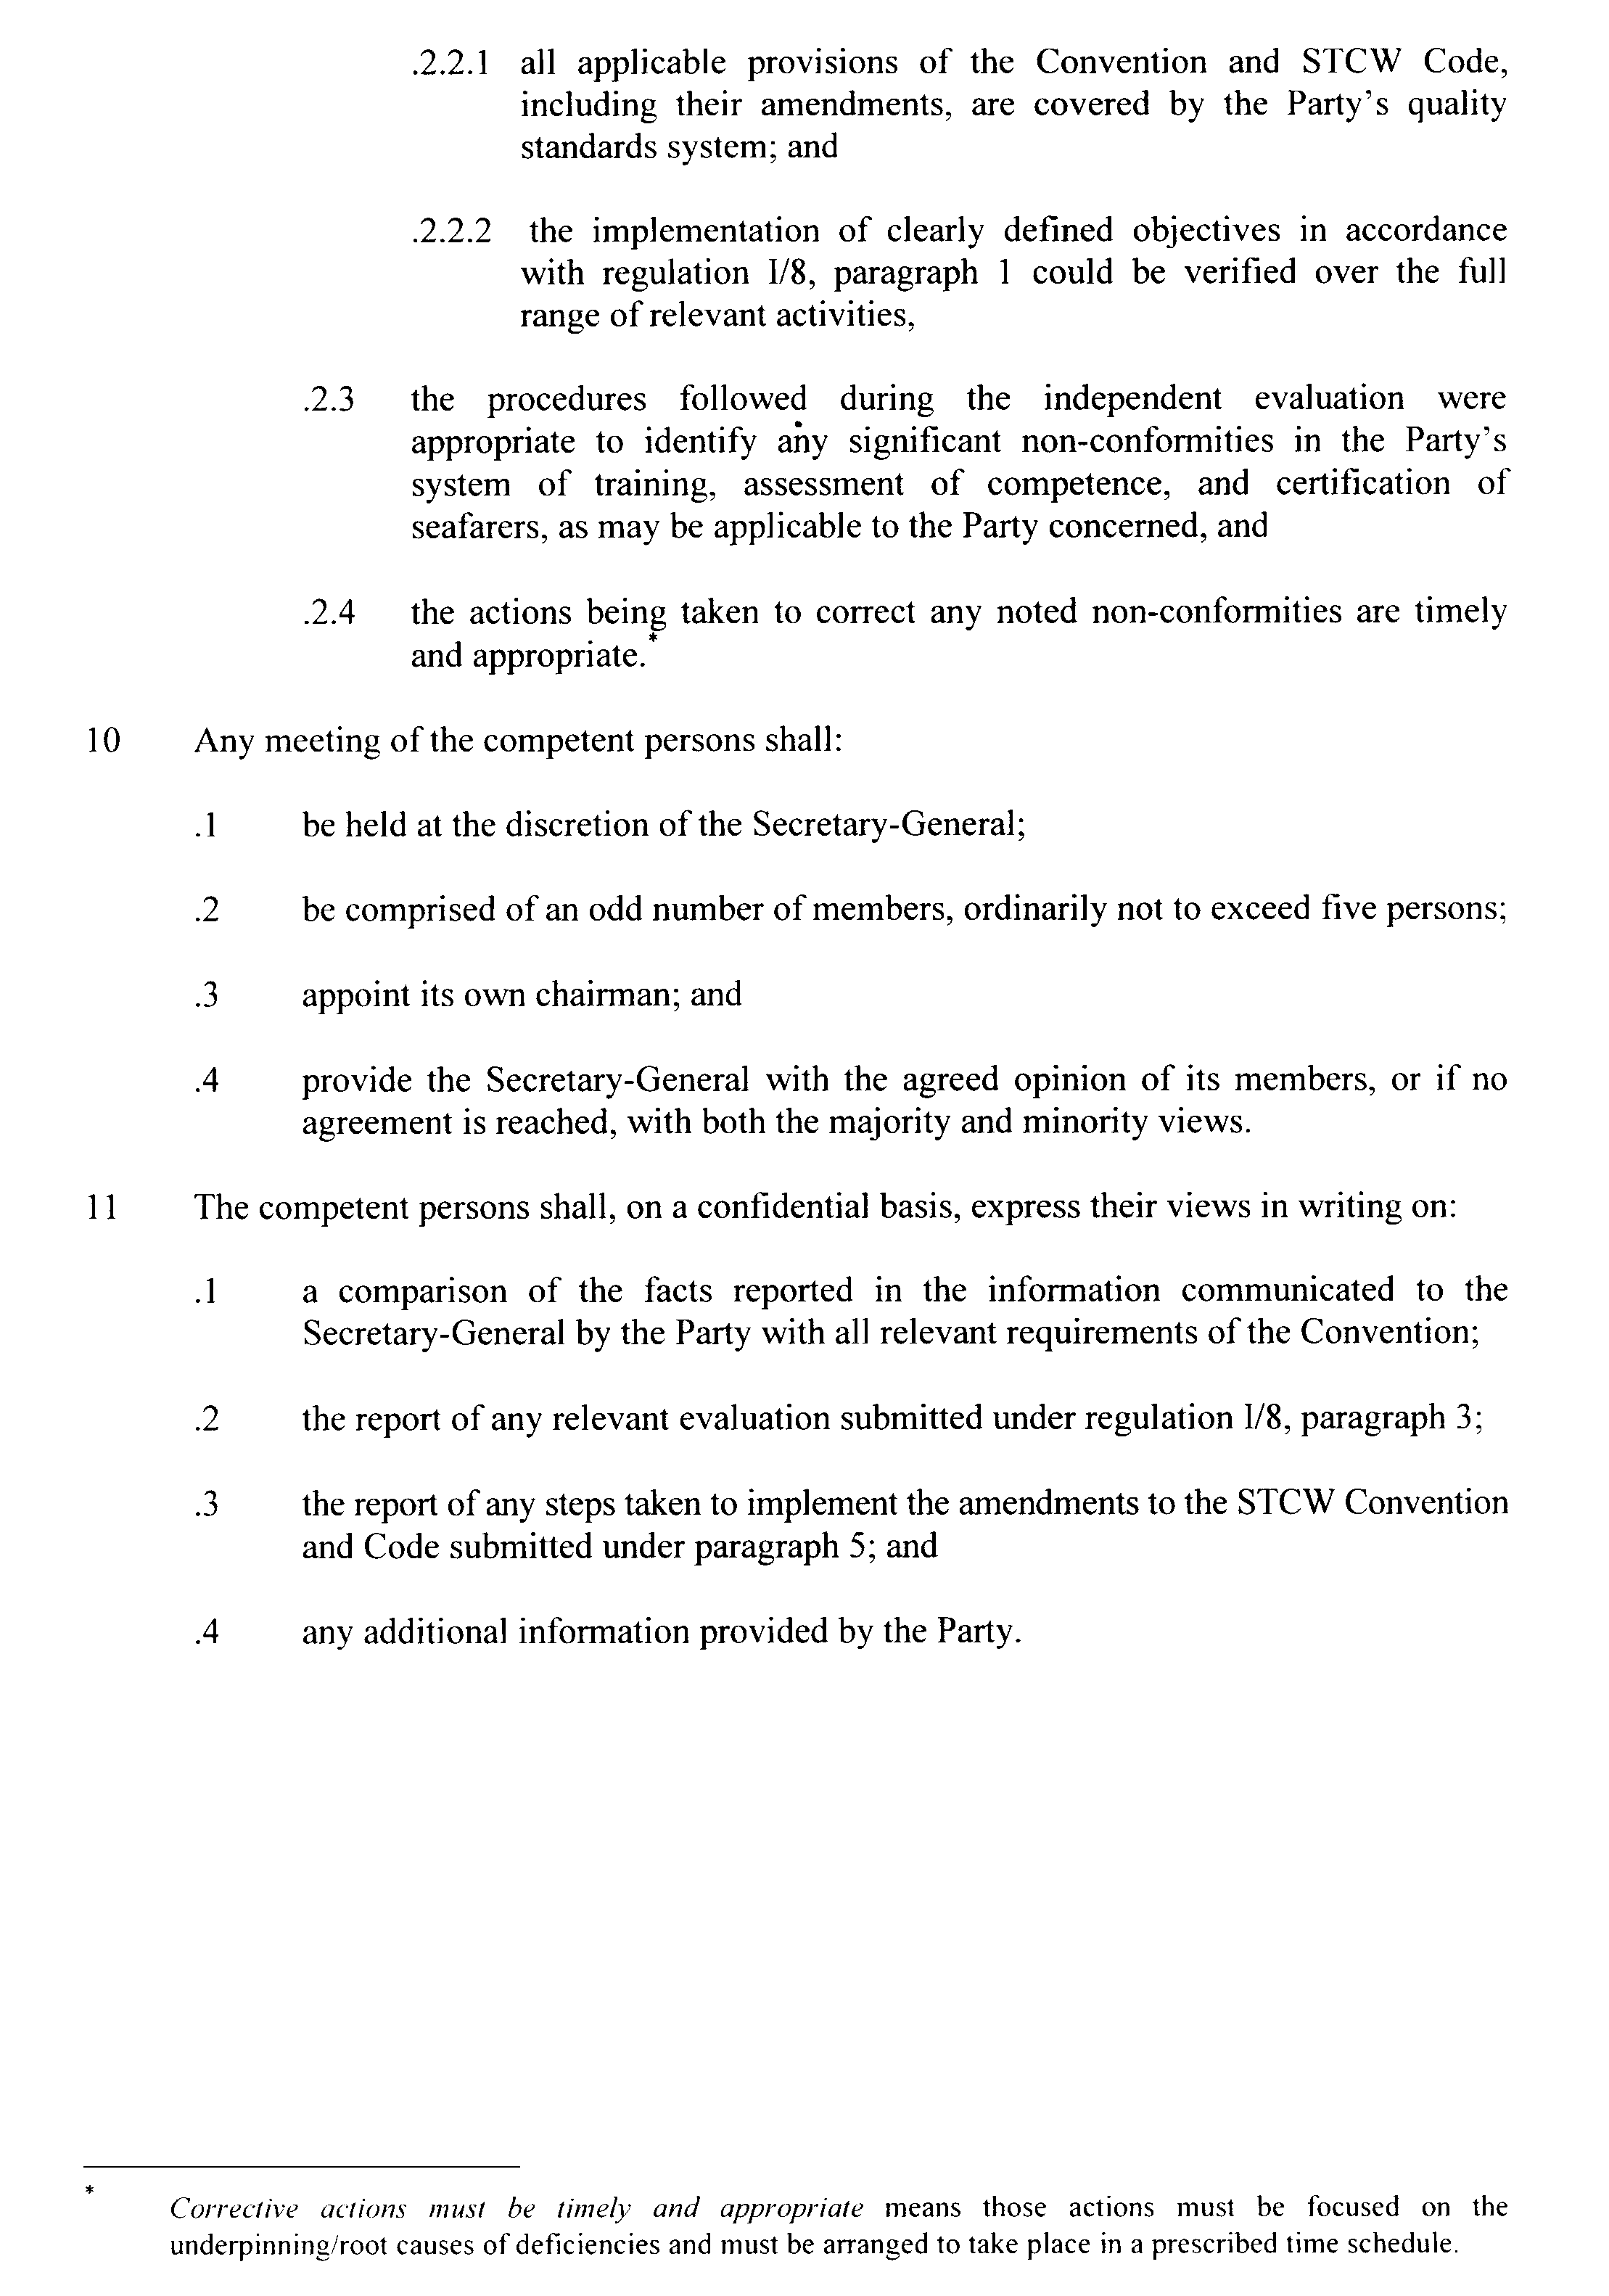 .2.2.1 all applicable provisions of the Convention and STCW Code,
including their amendments, are covered by the Party's quality
standards system; and
.2.2.2 the implementation of clearly defined objectives in accordance
with regulation I/8, paragraph 1 could be verified over the full
range of relevant activities,
.2.3 the procedures followed during the independent evaluation were
appropriate to identify any significant non-conformities in the Party's
system of training, assessment of competence, and certification of
seafarers, as may be applicable to the Party concerned, and
.2.4 the actions being taken to correct any noted non-conformities are timely
and appropriate.*
10 Any meeting of the competent persons shall:
.1 be held at the discretion of the Secretary-General;
.2 be comprised of an odd number of members, ordinarily not to exceed five persons;
.3 appoint its own chairman; and
.4 provide the Secretary-General with the agreed opinion of its members, or if no
agreement is reached, with both the majority and minority views.
11 The competent persons shall, on a confidential basis, express their views in writing on:
.1 a comparison of the facts reported in the information communicated to the
Secretary-General by the Party with all relevant requirements of the Convention;
.2 the report of any relevant evaluation submitted under regulation I/8, paragraph 3;
.3 the report of any steps taken to implement the amendments to the STCW Convention
and Code submitted under paragraph 5; and
.4 any additional information provided by the Party.
* Corrective actions must be timely and appropriate means those actions must be focused on the
underpinning/root causes of deficiencies and must be arranged to take place in a prescribed time schedule.